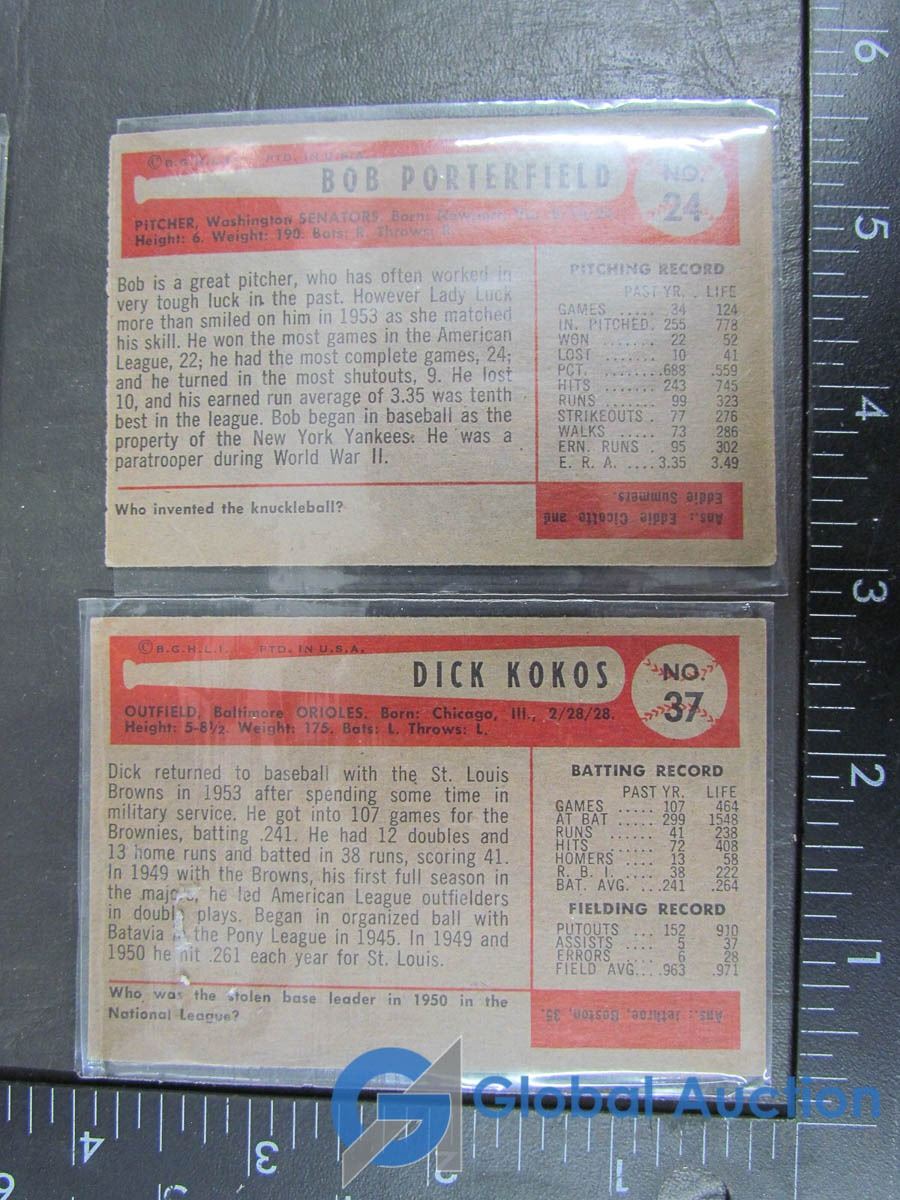 © B.G.H.L.I. PTD. IN U.S.A.
BOB PORTERFIELD
NO. 24
PITCHER, Washington SENATORS. Born:
Height: 6. Weight: 190. Bats: R. Throws: R.
Bob is a great pitcher, who has often worked in
very tough luck in the past. However Lady Luck
more than smiled on him in 1953 as she matched
his skill. He won the most games in the American
League, 22; he had the most complete games, 24;
and he turned in the most shutouts, 9. He lost
10, and his earned run average of 3.35 was tenth
best in the league. Bob began in baseball as the
property of the New York Yankees. He was a
paratrooper during World War II.
Who invented the knuckleball?
PITCHING RECORD
PAST YR. LIFE
GAMES ..... 34 124
IN. PITCHED. 255 778
WON ....... 22 52
LOST ...... 10 41
PCT. ........688 .559
HITS ...... 243 745
RUNS ...... 99 323
STRIKEOUTS . 77 276
WALKS ..... 73 286
ERN. RUNS . 95 302
E. R. A. ....3.35 3.49
Ans.: Eddie Cicotte and
Eddie Summers.
© B.G.H.L.I. PTD. IN U.S.A.
DICK KOKOS
NO. 37
OUTFIELD, Baltimore ORIOLES. Born: Chicago, Ill., 2/28/28.
Height: 5-8½. Weight: 175. Bats: L. Throws: L.
Dick returned to baseball with the St. Louis
Browns in 1953 after spending some time in
military service. He got into 107 games for the
Brownies, batting .241. He had 12 doubles and
13 home runs and batted in 38 runs, scoring 41.
In 1949 with the Browns, his first full season in
the majors, he led American League outfielders
in double plays. Began in organized ball with
Batavia in the Pony League in 1945. In 1949 and
1950 he hit .261 each year for St. Louis.
Who was the stolen base leader in 1950 in the
National League?
BATTING RECORD
PAST YR. LIFE
GAMES ..... 107 464
AT BAT ..... 299 1548
RUNS ...... 41 238
HITS ...... 72 408
HOMERS .... 13 58
R. B. I. .... 38 222
BAT. AVG. ...241 .264
FIELDING RECORD
PUTOUTS ... 152 910
ASSISTS .... 5 37
ERRORS .... 6 28
FIELD AVG... .963 .971
Ans.: Jethroe, Boston, 35.
6
5
4
3
2
1
4
3
2
1
Global Auction